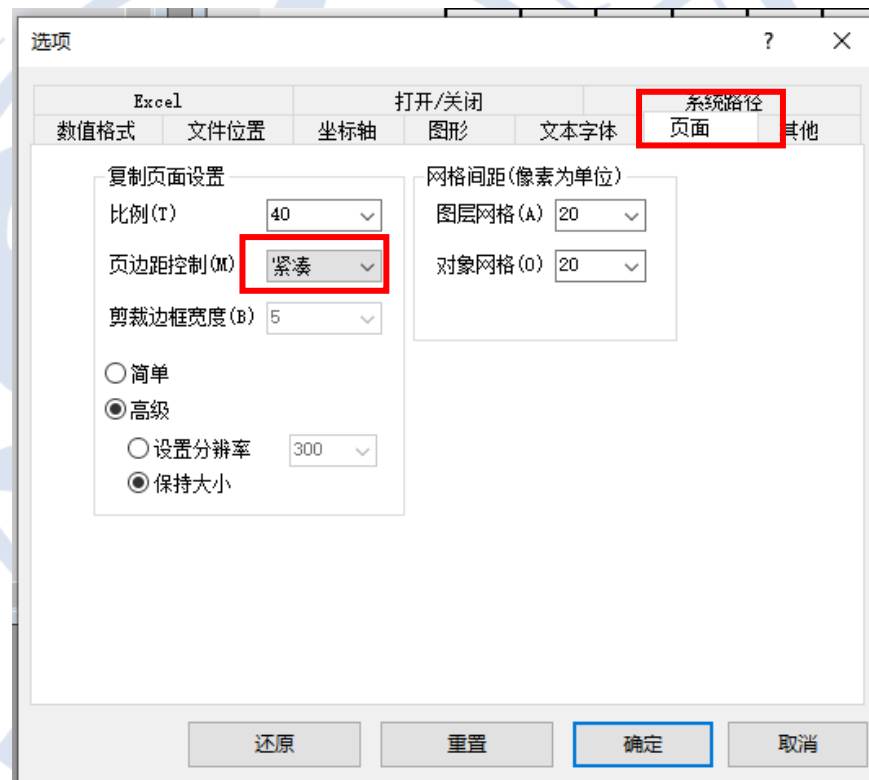 选项
?
Excel 打开/关闭 系统路径
数值格式 文件位置 坐标轴 图形 文本字体 页面 其他
复制页面设置 网格间距(像素为单位)
比例(T) 40 图层网格(A) 20
页边距控制(M) 紧凑 对象网格(O) 20
剪裁边框宽度(B) 5
简单
高级
设置分辨率 300
保持大小
还原 重置 确定 取消